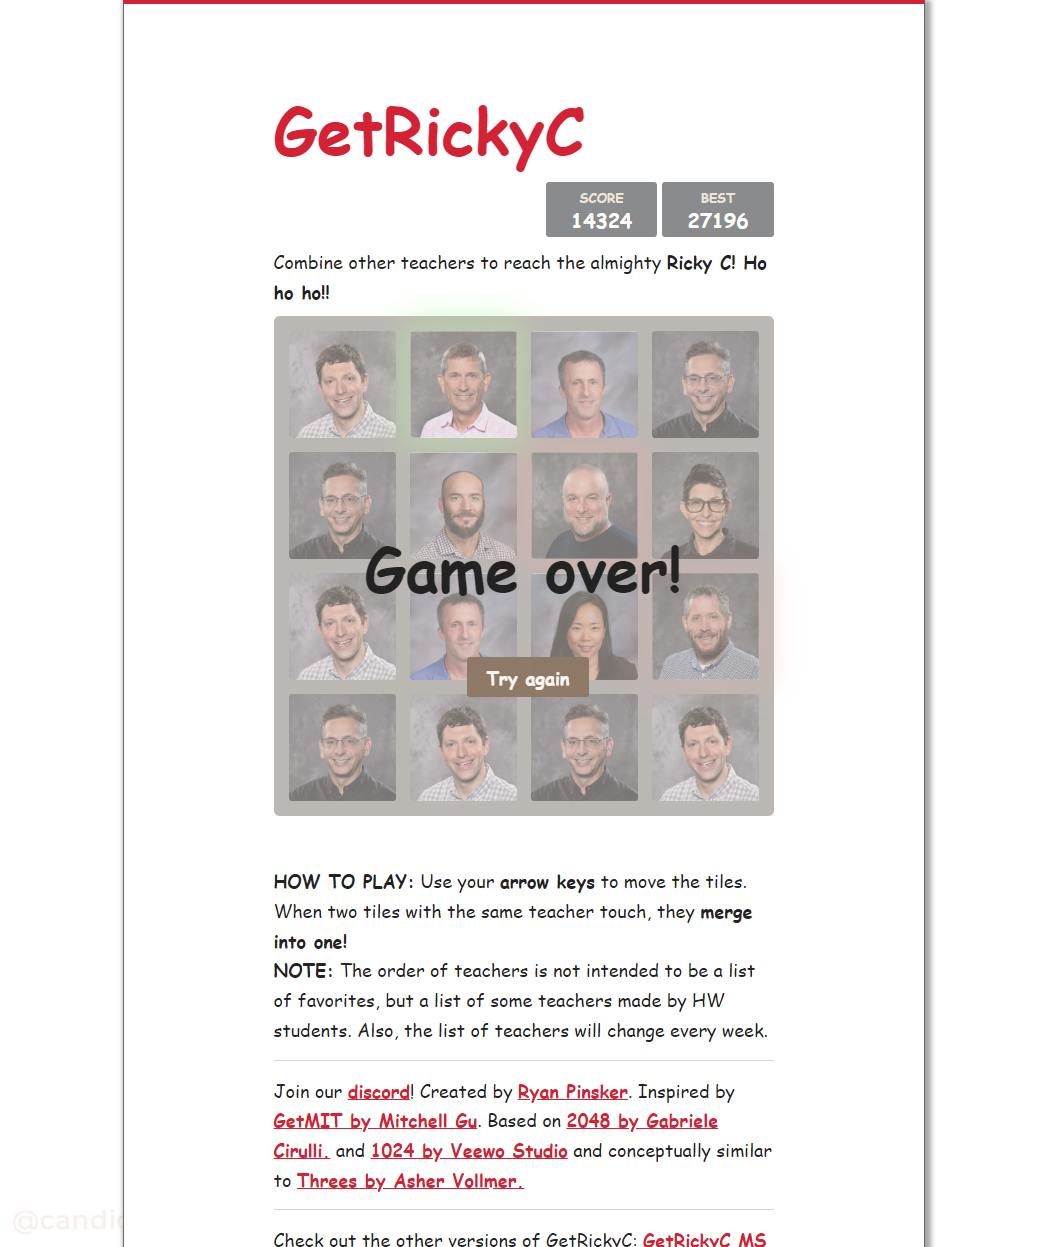 GetRickyC
SCORE
14324
BEST
27196
Combine other teachers to reach the almighty Ricky C! Ho
ho ho!!
Game over!
Try again
HOW TO PLAY: Use your arrow keys to move the tiles.
When two tiles with the same teacher touch, they merge
into one!
NOTE: The order of teachers is not intended to be a list
of favorites, but a list of some teachers made by HW
students. Also, the list of teachers will change every week.
Join our discord! Created by Ryan Pinsker. Inspired by
GetMIT by Mitchell Gu. Based on 2048 by Gabriele
Cirulli. and 1024 by Veewo Studio and conceptually similar
to Threes by Asher Vollmer.
Check out the other versions of GetRickyC: GetRickyC MS